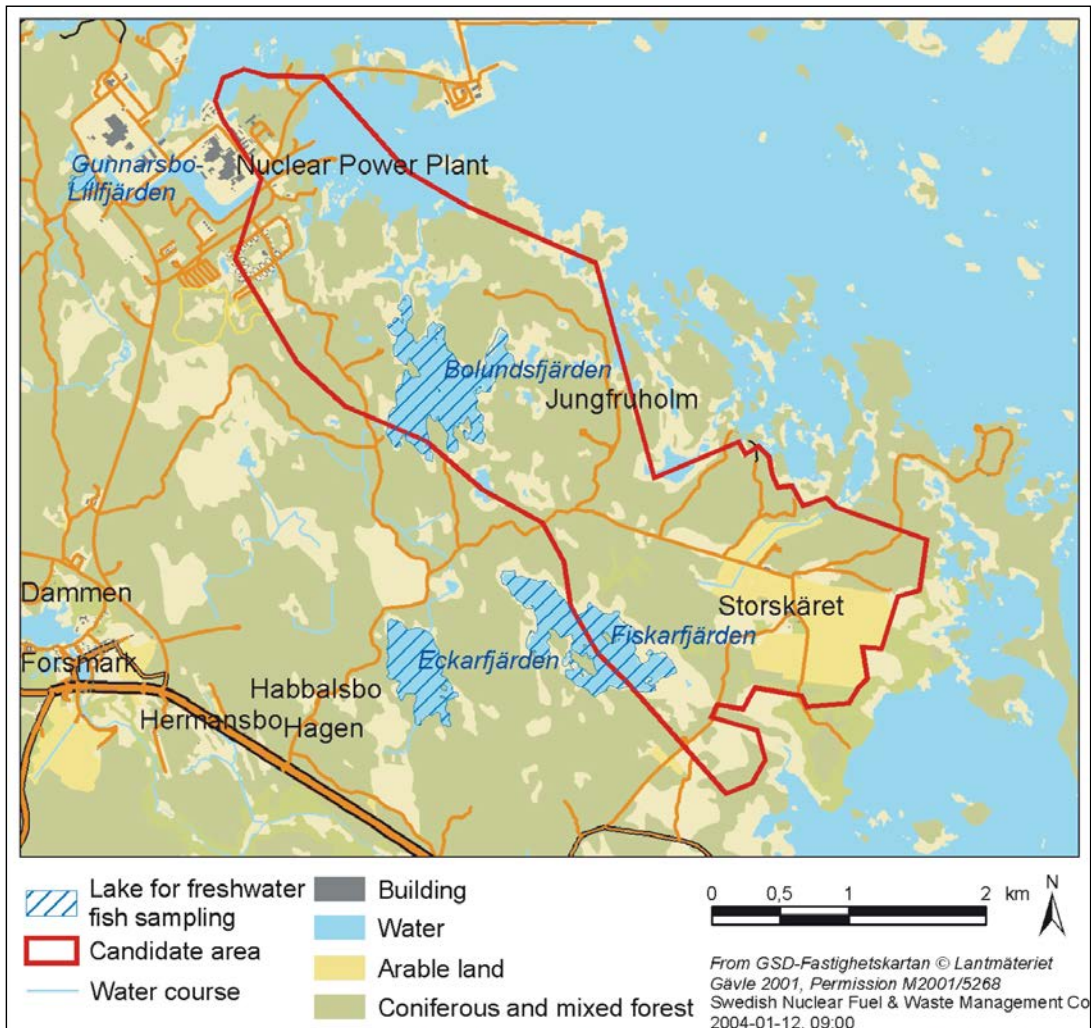 Gunnarsbo-
Lillfjärden
Nuclear Power Plant
Bolundsfjärden
Jungfruholm
Dammen
Storskäret
Fiskarfjärden
Forsmark
Eckarfjärden
Habbalsbo
Hermansbo
Hagen
Lake for freshwater
fish sampling
Candidate area
Water course
Building
Water
Arable land
Coniferous and mixed forest
0 0,5 1 2 km
N
From GSD-Fastighetskartan © Lantmäteriet
Gävle 2001, Permission M2001/5268
Swedish Nuclear Fuel & Waste Management Co
2004-01-12, 09:00